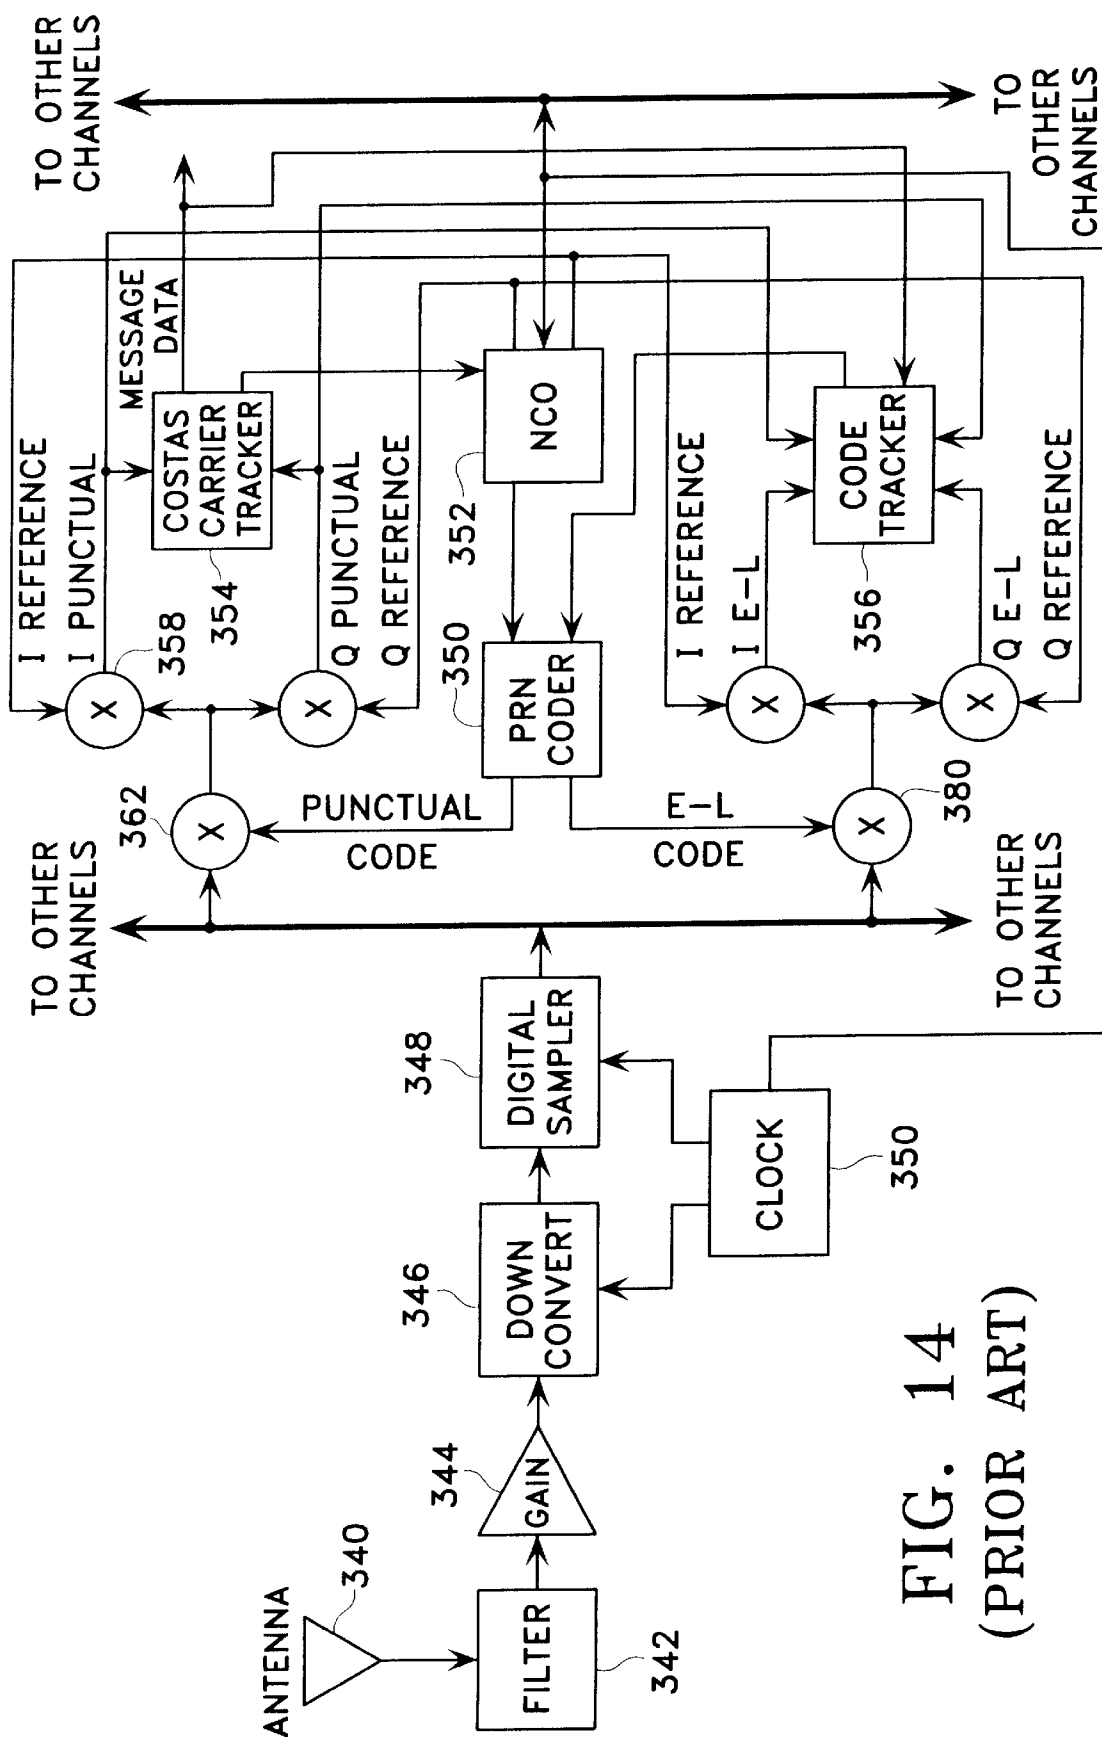 ANTENNA
340
FILTER
342
GAIN
344
DOWN
CONVERT
346
DIGITAL
SAMPLER
348
CLOCK
350
TO OTHER
CHANNELS
TO OTHER
CHANNELS
362
PUNCTUAL
CODE
E-L
CODE
380
X
X
X
X
X
X
358
I REFERENCE
I PUNCTUAL
Q PUNCTUAL
Q REFERENCE
PRN
CODER
350
I REFERENCE
I E-L
Q E-L
Q REFERENCE
COSTAS
CARRIER
TRACKER
354
MESSAGE
DATA
NCO
352
CODE
TRACKER
356
TO OTHER
CHANNELS
TO
OTHER
CHANNELS
FIG. 14
(PRIOR ART)